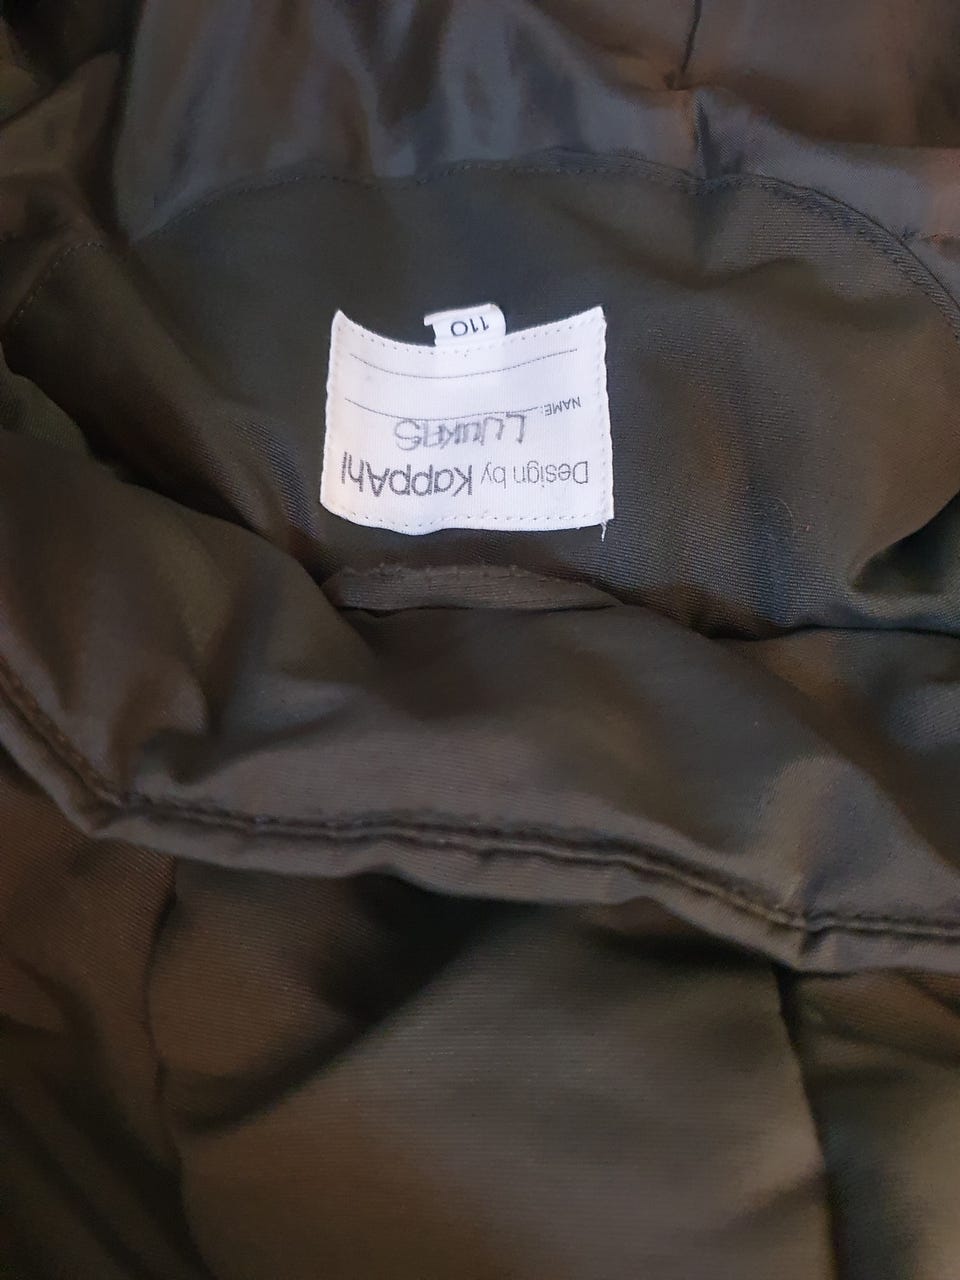 Design by KappAhl
NAME: LUUKAS
110